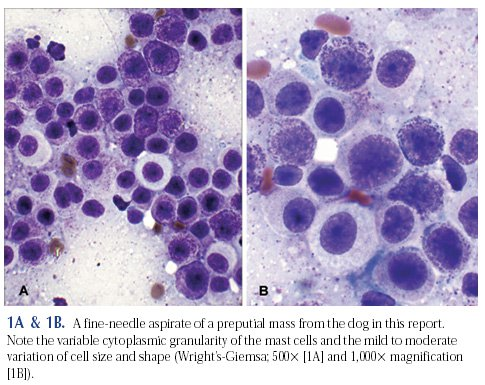 A
B
1A & 1B. A fine-needle aspirate of a preputial mass from the dog in this report.
Note the variable cytoplasmic granularity of the mast cells and the mild to moderate
variation of cell size and shape (Wright's-Giemsa; 500× [1A] and 1,000× magnification
[1B]).